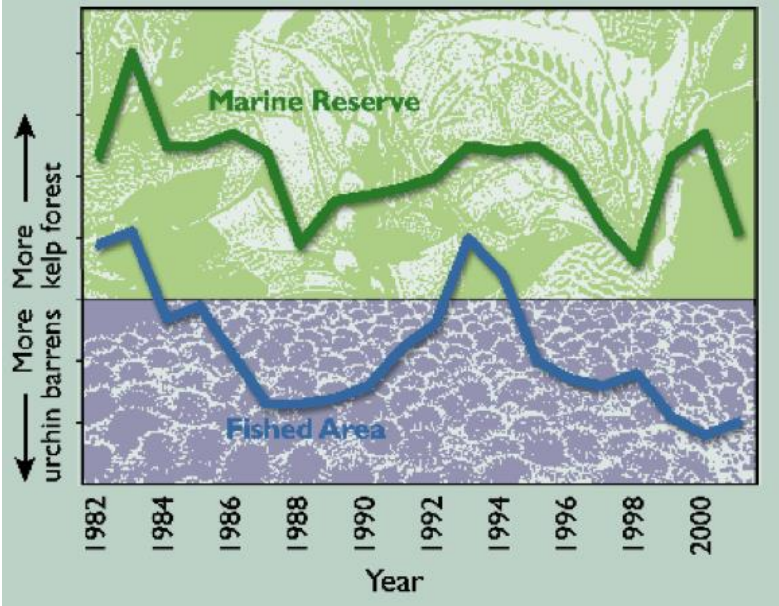 Marine Reserve
Fished Area
More
kelp forest
More
urchin barrens
1982
1984
1986
1988
1990
1992
1994
1996
1998
2000
Year